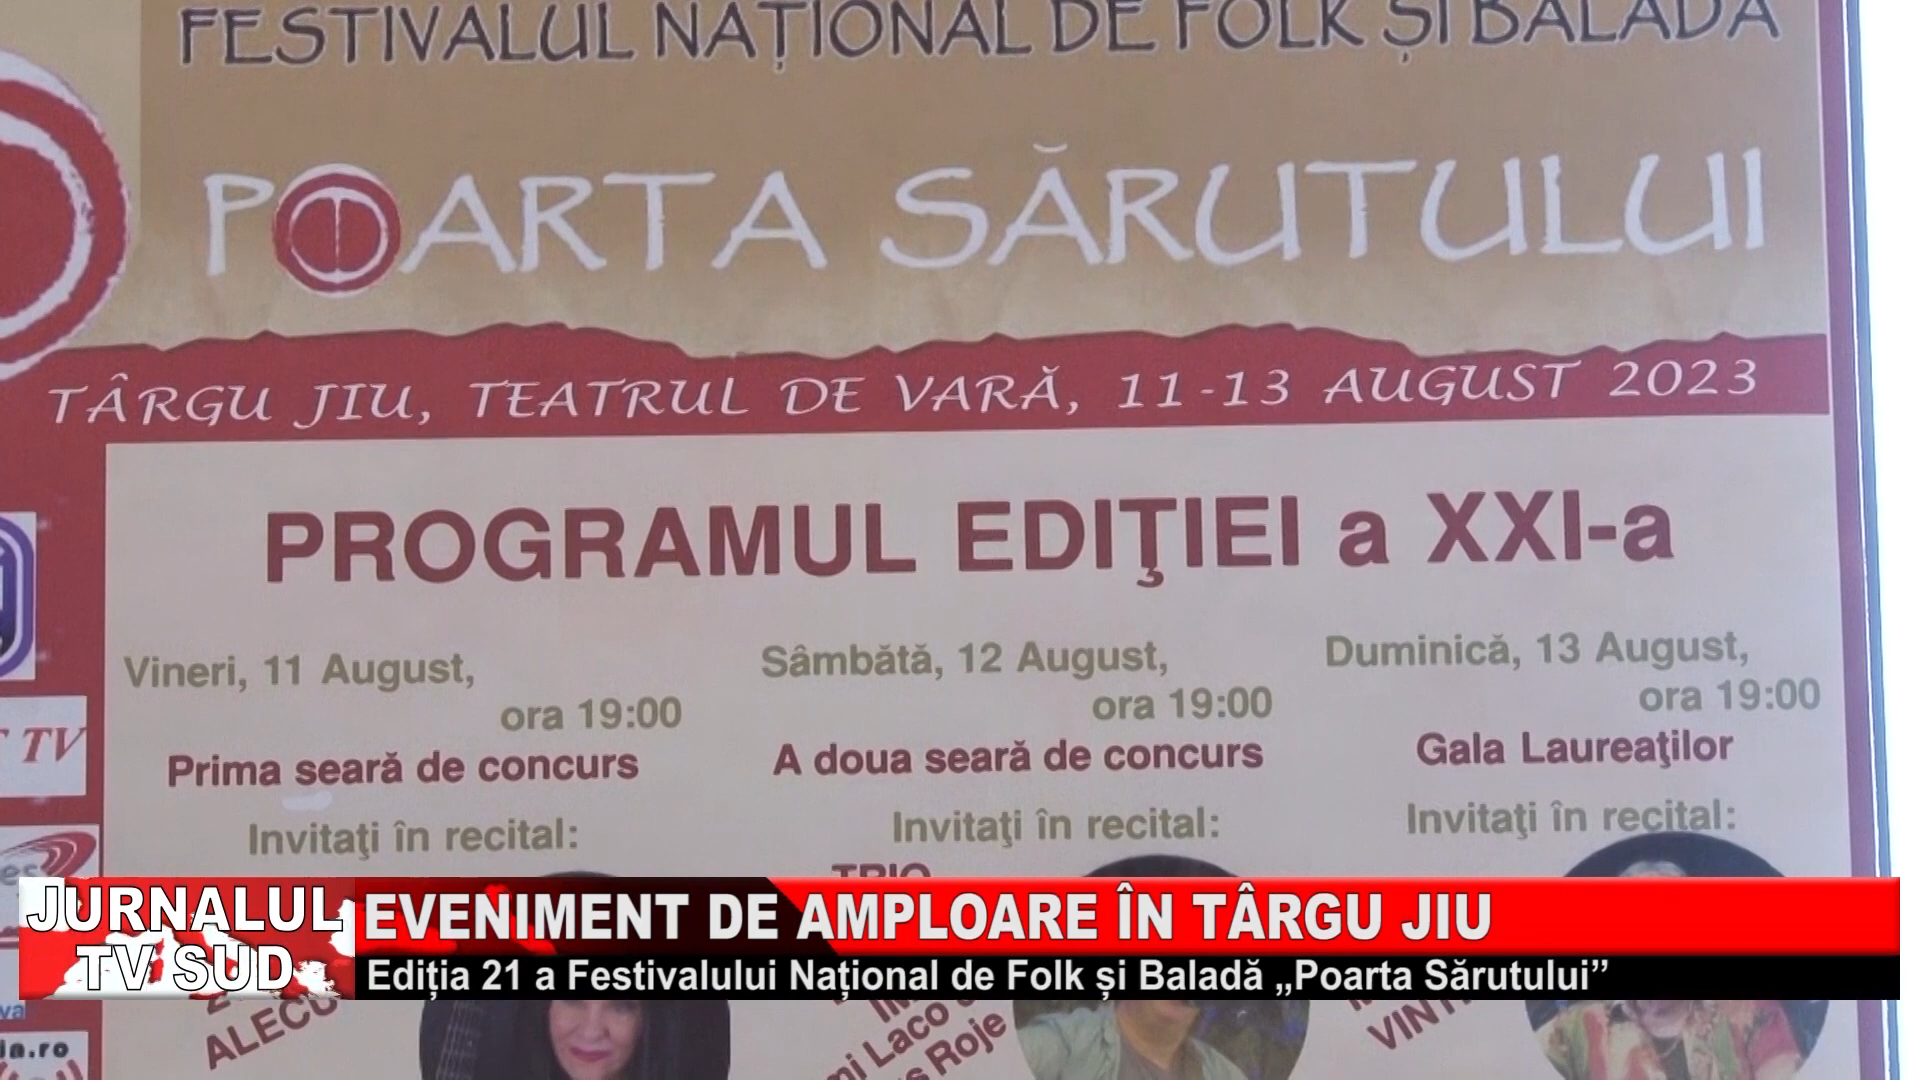 FESTIVALUL NAȚIONAL DE FOLK ȘI BALADĂ
POARTA SĂRUTULUI
TÂRGU JIU, TEATRUL DE VARĂ, 11-13 AUGUST 2023
PROGRAMUL EDIŢIEI a XXI-a
Vineri, 11 August,
ora 19:00
Prima seară de concurs
Invitaţi în recital:
Sâmbătă, 12 August,
ora 19:00
A doua seară de concurs
Invitaţi în recital:
TRIO
Duminică, 13 August,
ora 19:00
Gala Laureaţilor
Invitaţi în recital:
TV
JURNALUL
TV SUD
EVENIMENT DE AMPLOARE ÎN TÂRGU JIU
Ediția 21 a Festivalului Național de Folk și Baladă „Poarta Sărutului”
ALECU
Laco
Roje